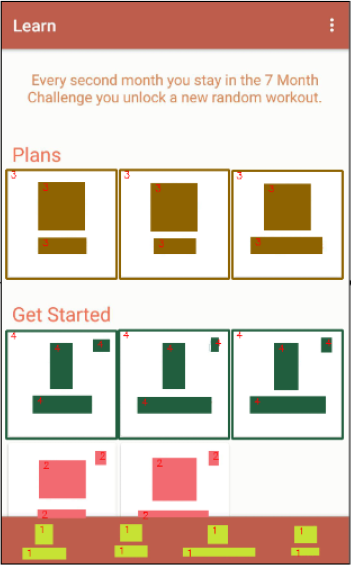 Learn
Every second month you stay in the 7 Month
Challenge you unlock a new random workout.
Plans
3 3 3
3 3 3
3 3 3
Get Started
4 4 4
4 4 4 4 4 4
4 4 4
2 2 2 2
2 2
1 1 1 1
1 1 1 1